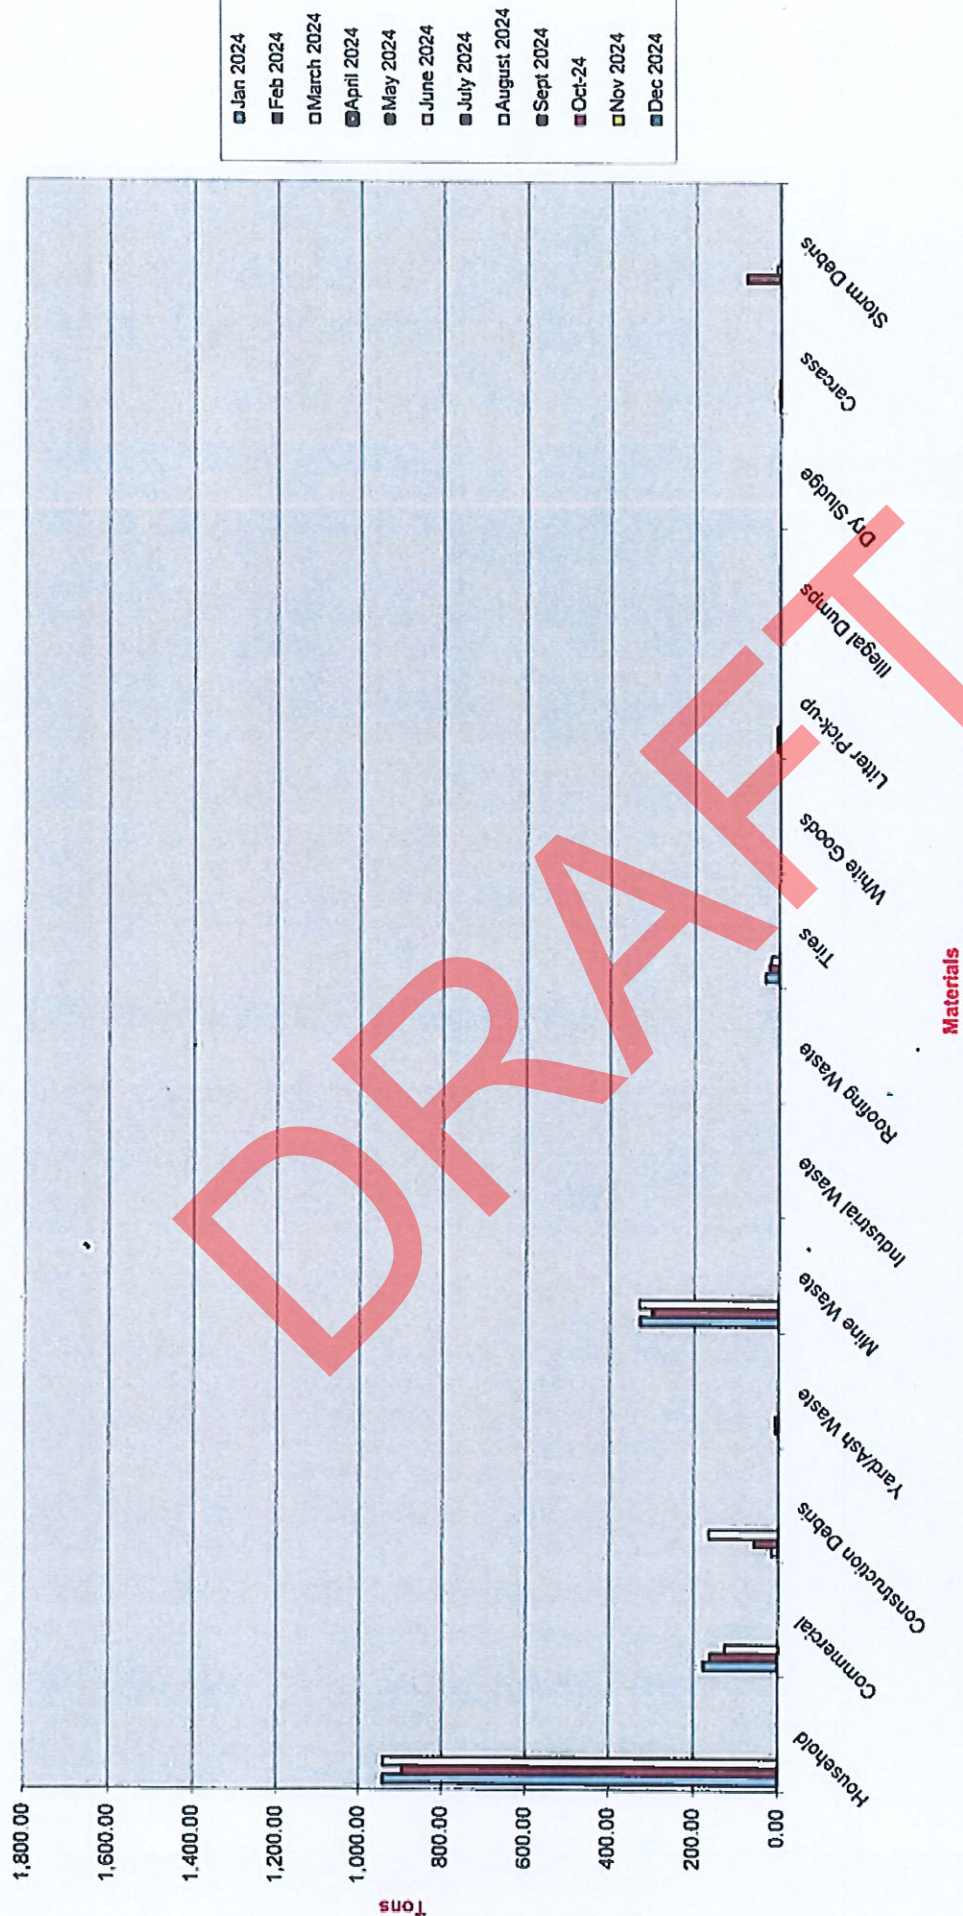 Jan 2024
Feb 2024
March 2024
April 2024
May 2024
June 2024
July 2024
August 2024
Sept 2024
Oct-24
Nov 2024
Dec 2024
1,800.00
1,600.00
1,400.00
1,200.00
1,000.00
800.00
600.00
400.00
200.00
0.00
Tons
Household
Commercial
Construction Debris
Yard/Ash Waste
Mine Waste
Industrial Waste
Roofing Waste
Tires
White Goods
Litter Pick-up
Illegal Dumps
Dry Sludge
Carcass
Storm Debris
Materials
DRAFT